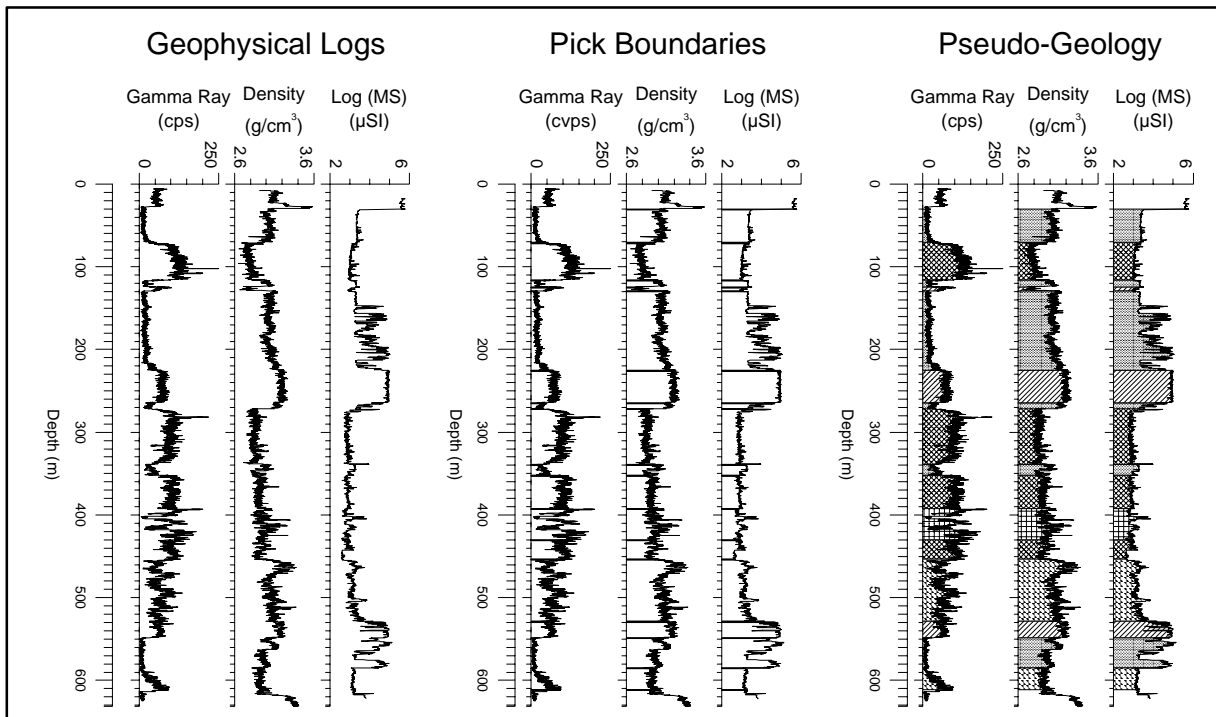 Geophysical Logs
Gamma Ray
(cps)
Density
(g/cm³)
Log (MS)
(µSI)
0
250
2.6
3.6
2
6
0
100
200
300
400
500
600
Depth (m)
Pick Boundaries
Gamma Ray
(cvps)
Density
(g/cm³)
Log (MS)
(µSI)
0
250
2.6
3.6
2
6
0
100
200
300
400
500
600
Depth (m)
Pseudo-Geology
Gamma Ray
(cps)
Density
(g/cm³)
Log (MS)
(µSI)
0
250
2.6
3.6
2
6
0
100
200
300
400
500
600
Depth (m)